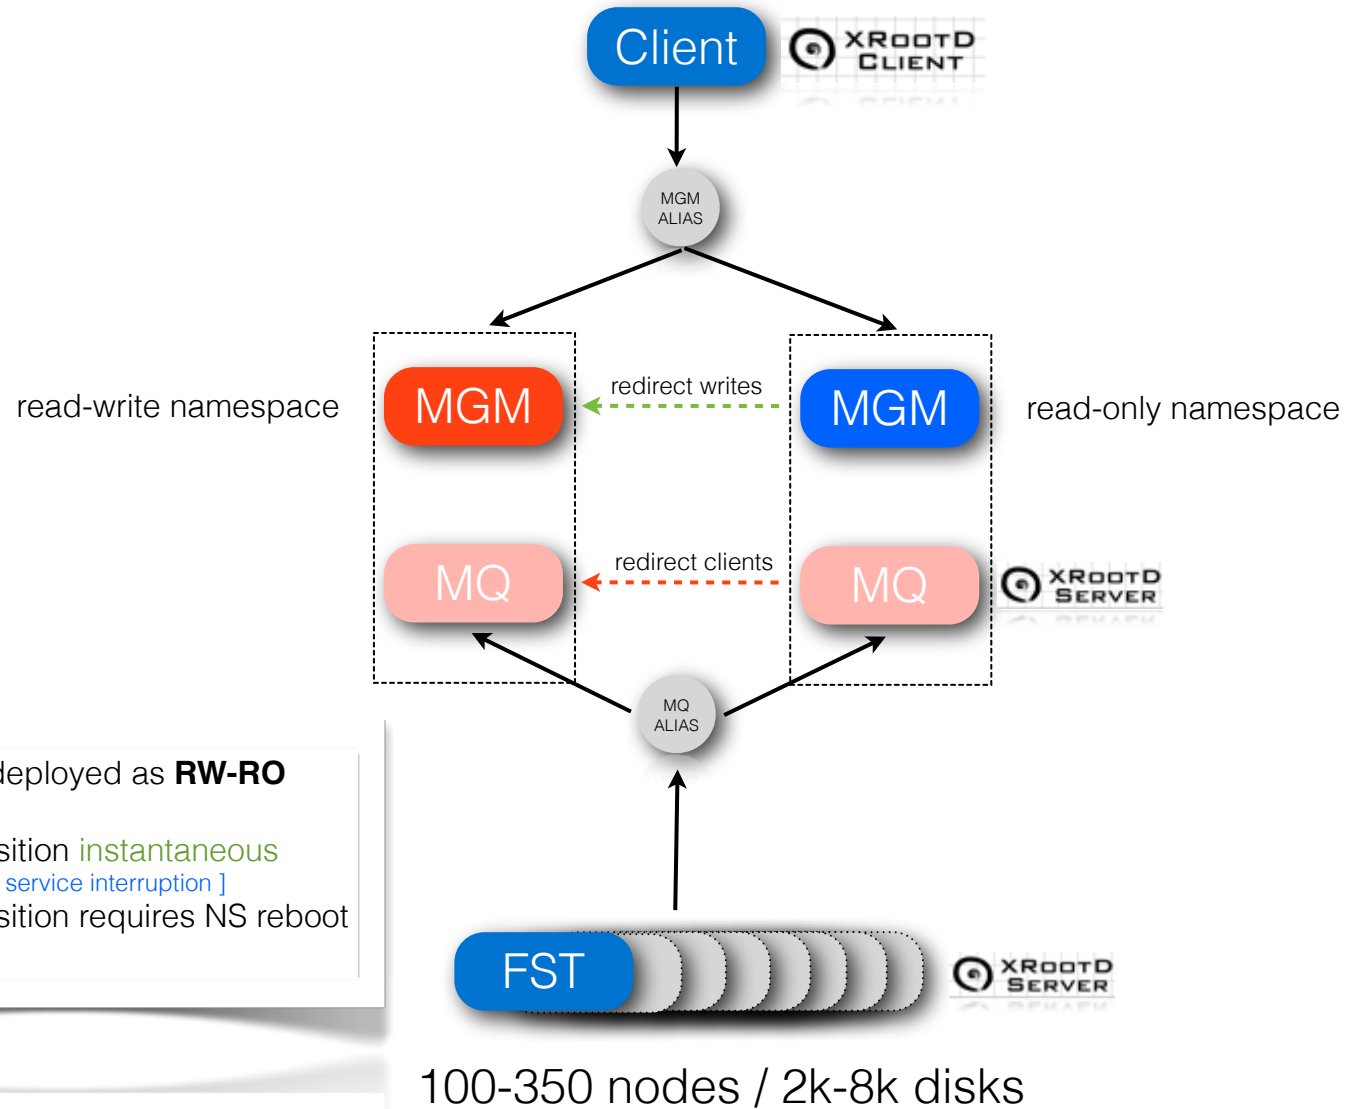 Client
XRootD
CLIENT
MGM
ALIAS
read-write namespace
MGM
redirect writes
MGM
read-only namespace
MQ
redirect clients
MQ
XRootD
SERVER
MQ
ALIAS
deployed as RW-RO
sition instantaneous
service interruption ]
sition requires NS reboot
FST
XRootD
SERVER
100-350 nodes / 2k-8k disks